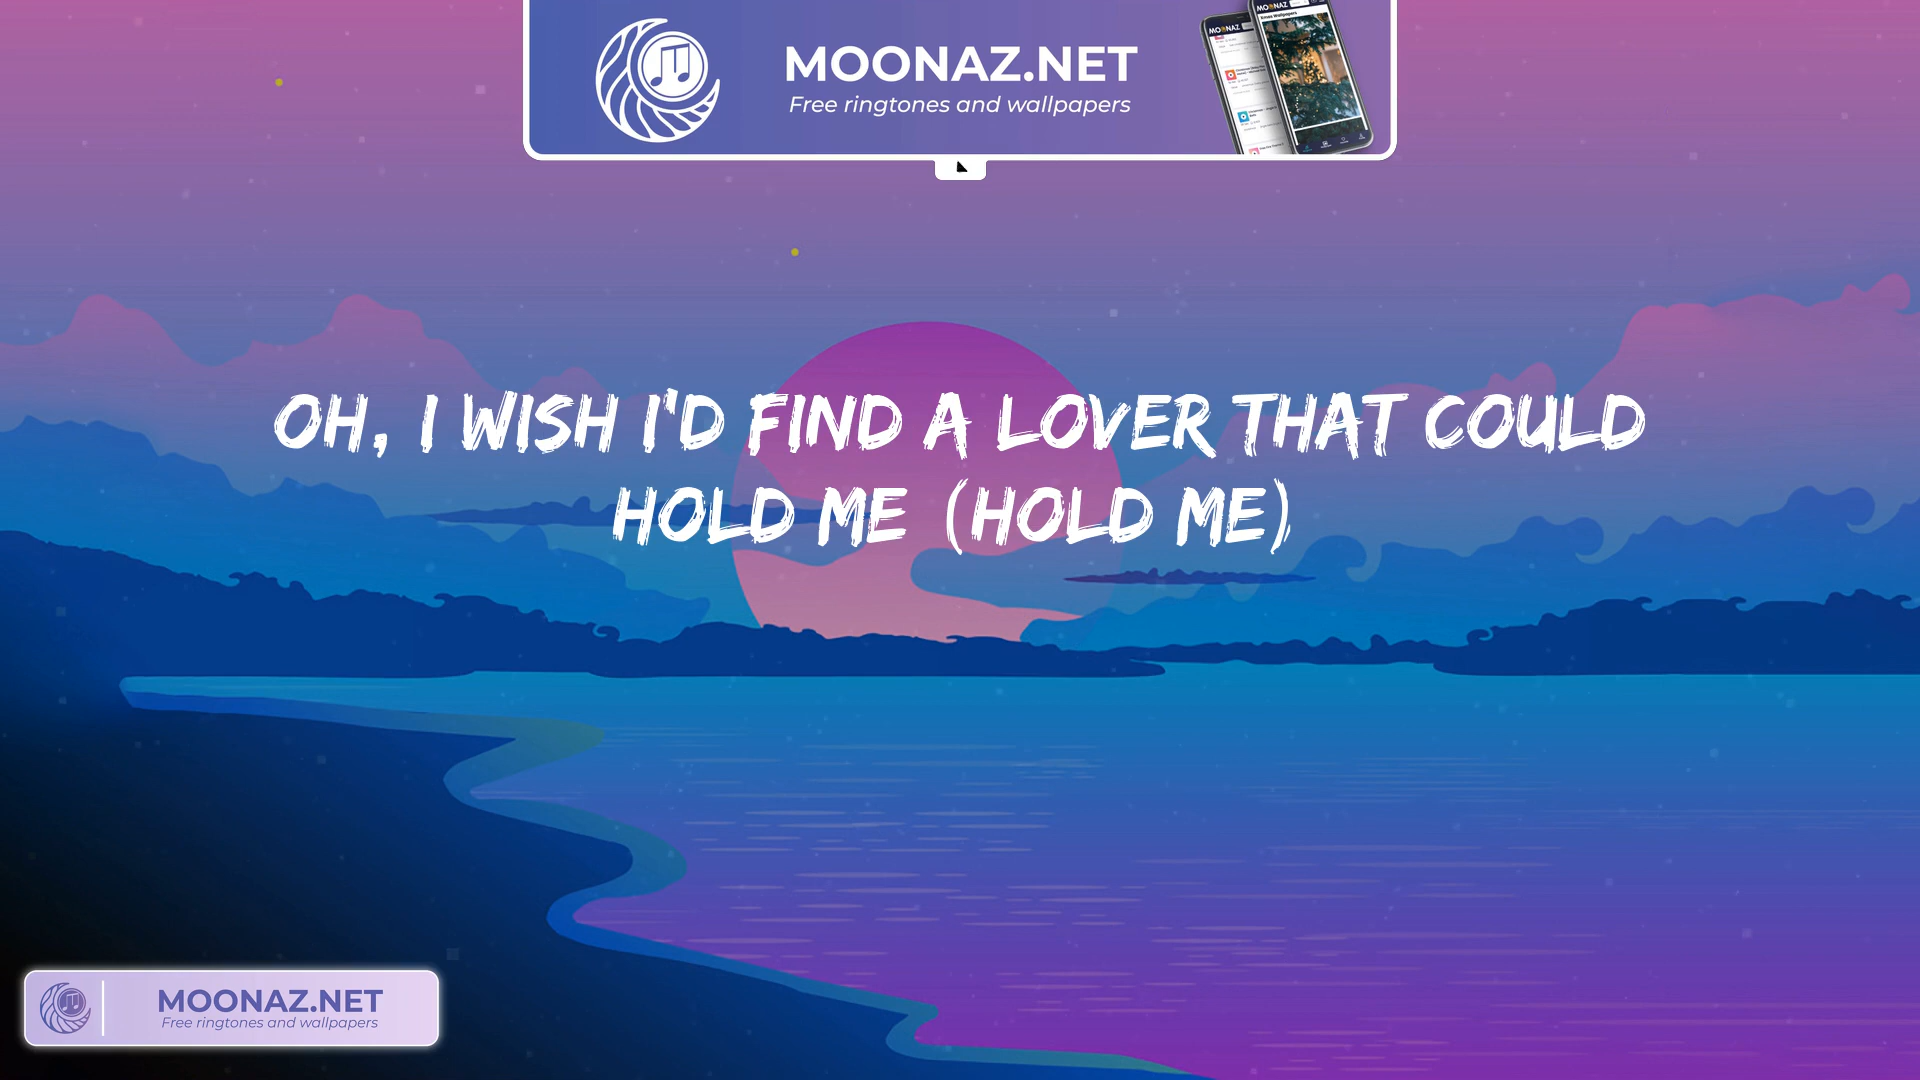 MOONAZ.NET
Free ringtones and wallpapers
OH, I WISH I'D FIND A LOVER THAT COULD
HOLD ME (HOLD ME)
MOONAZ.NET
Free ringtones and wallpapers